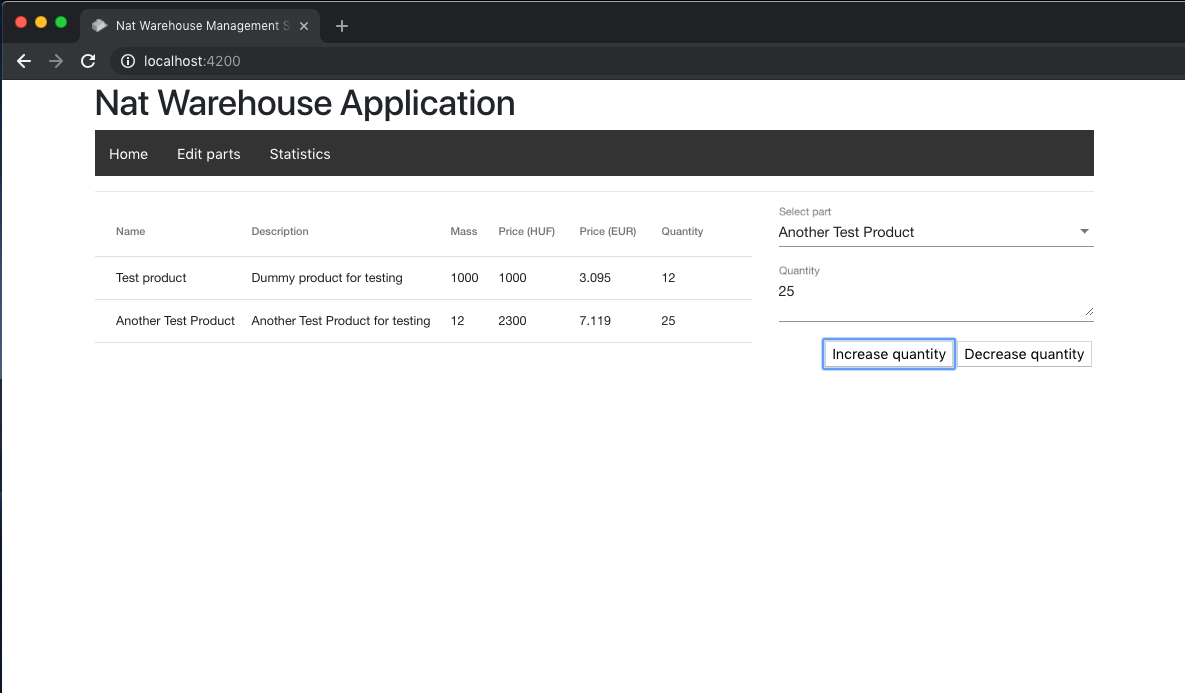 Nat Warehouse Management S
localhost:4200
Nat Warehouse Application
Home Edit parts Statistics
Name Description Mass Price (HUF) Price (EUR) Quantity
Test product Dummy product for testing 1000 1000 3.095 12
Another Test Product Another Test Product for testing 12 2300 7.119 25
Select part
Another Test Product
Quantity
25
Increase quantity Decrease quantity